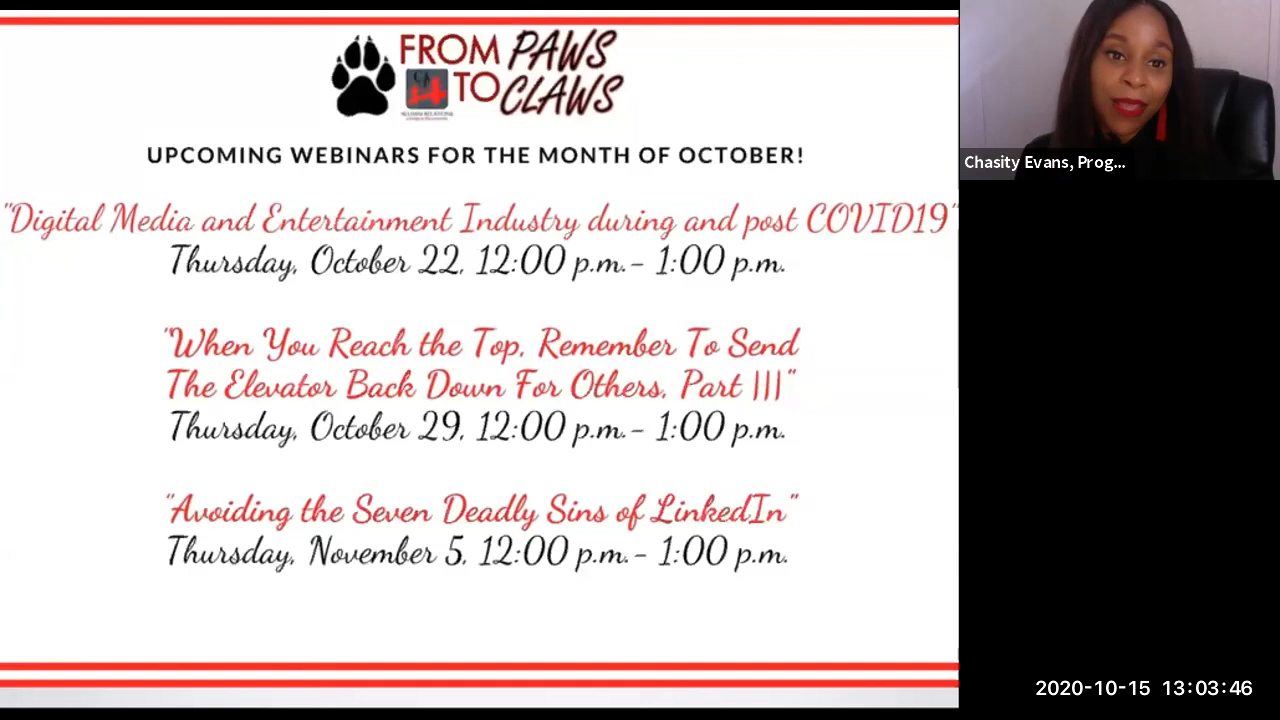 FROM PAWS
TO CLAWS
UPCOMING WEBINARS FOR THE MONTH OF OCTOBER!
"Digital Media and Entertainment Industry during and post COVID19"
Thursday, October 22, 12:00 p.m.- 1:00 p.m.
"When You Reach the Top, Remember To Send
The Elevator Back Down For Others, Part III"
Thursday, October 29, 12:00 p.m.- 1:00 p.m.
"Avoiding the Seven Deadly Sins of LinkedIn"
Thursday, November 5, 12:00 p.m.- 1:00 p.m.
Chasity Evans, Prog...
2020-10-15 13:03:46